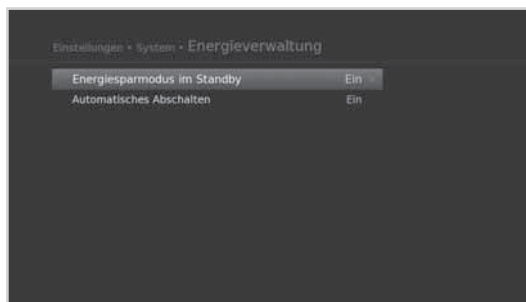 Einstellungen • System • Energieverwaltung
Energiesparmodus im Standby Ein
Automatisches Abschalten Ein